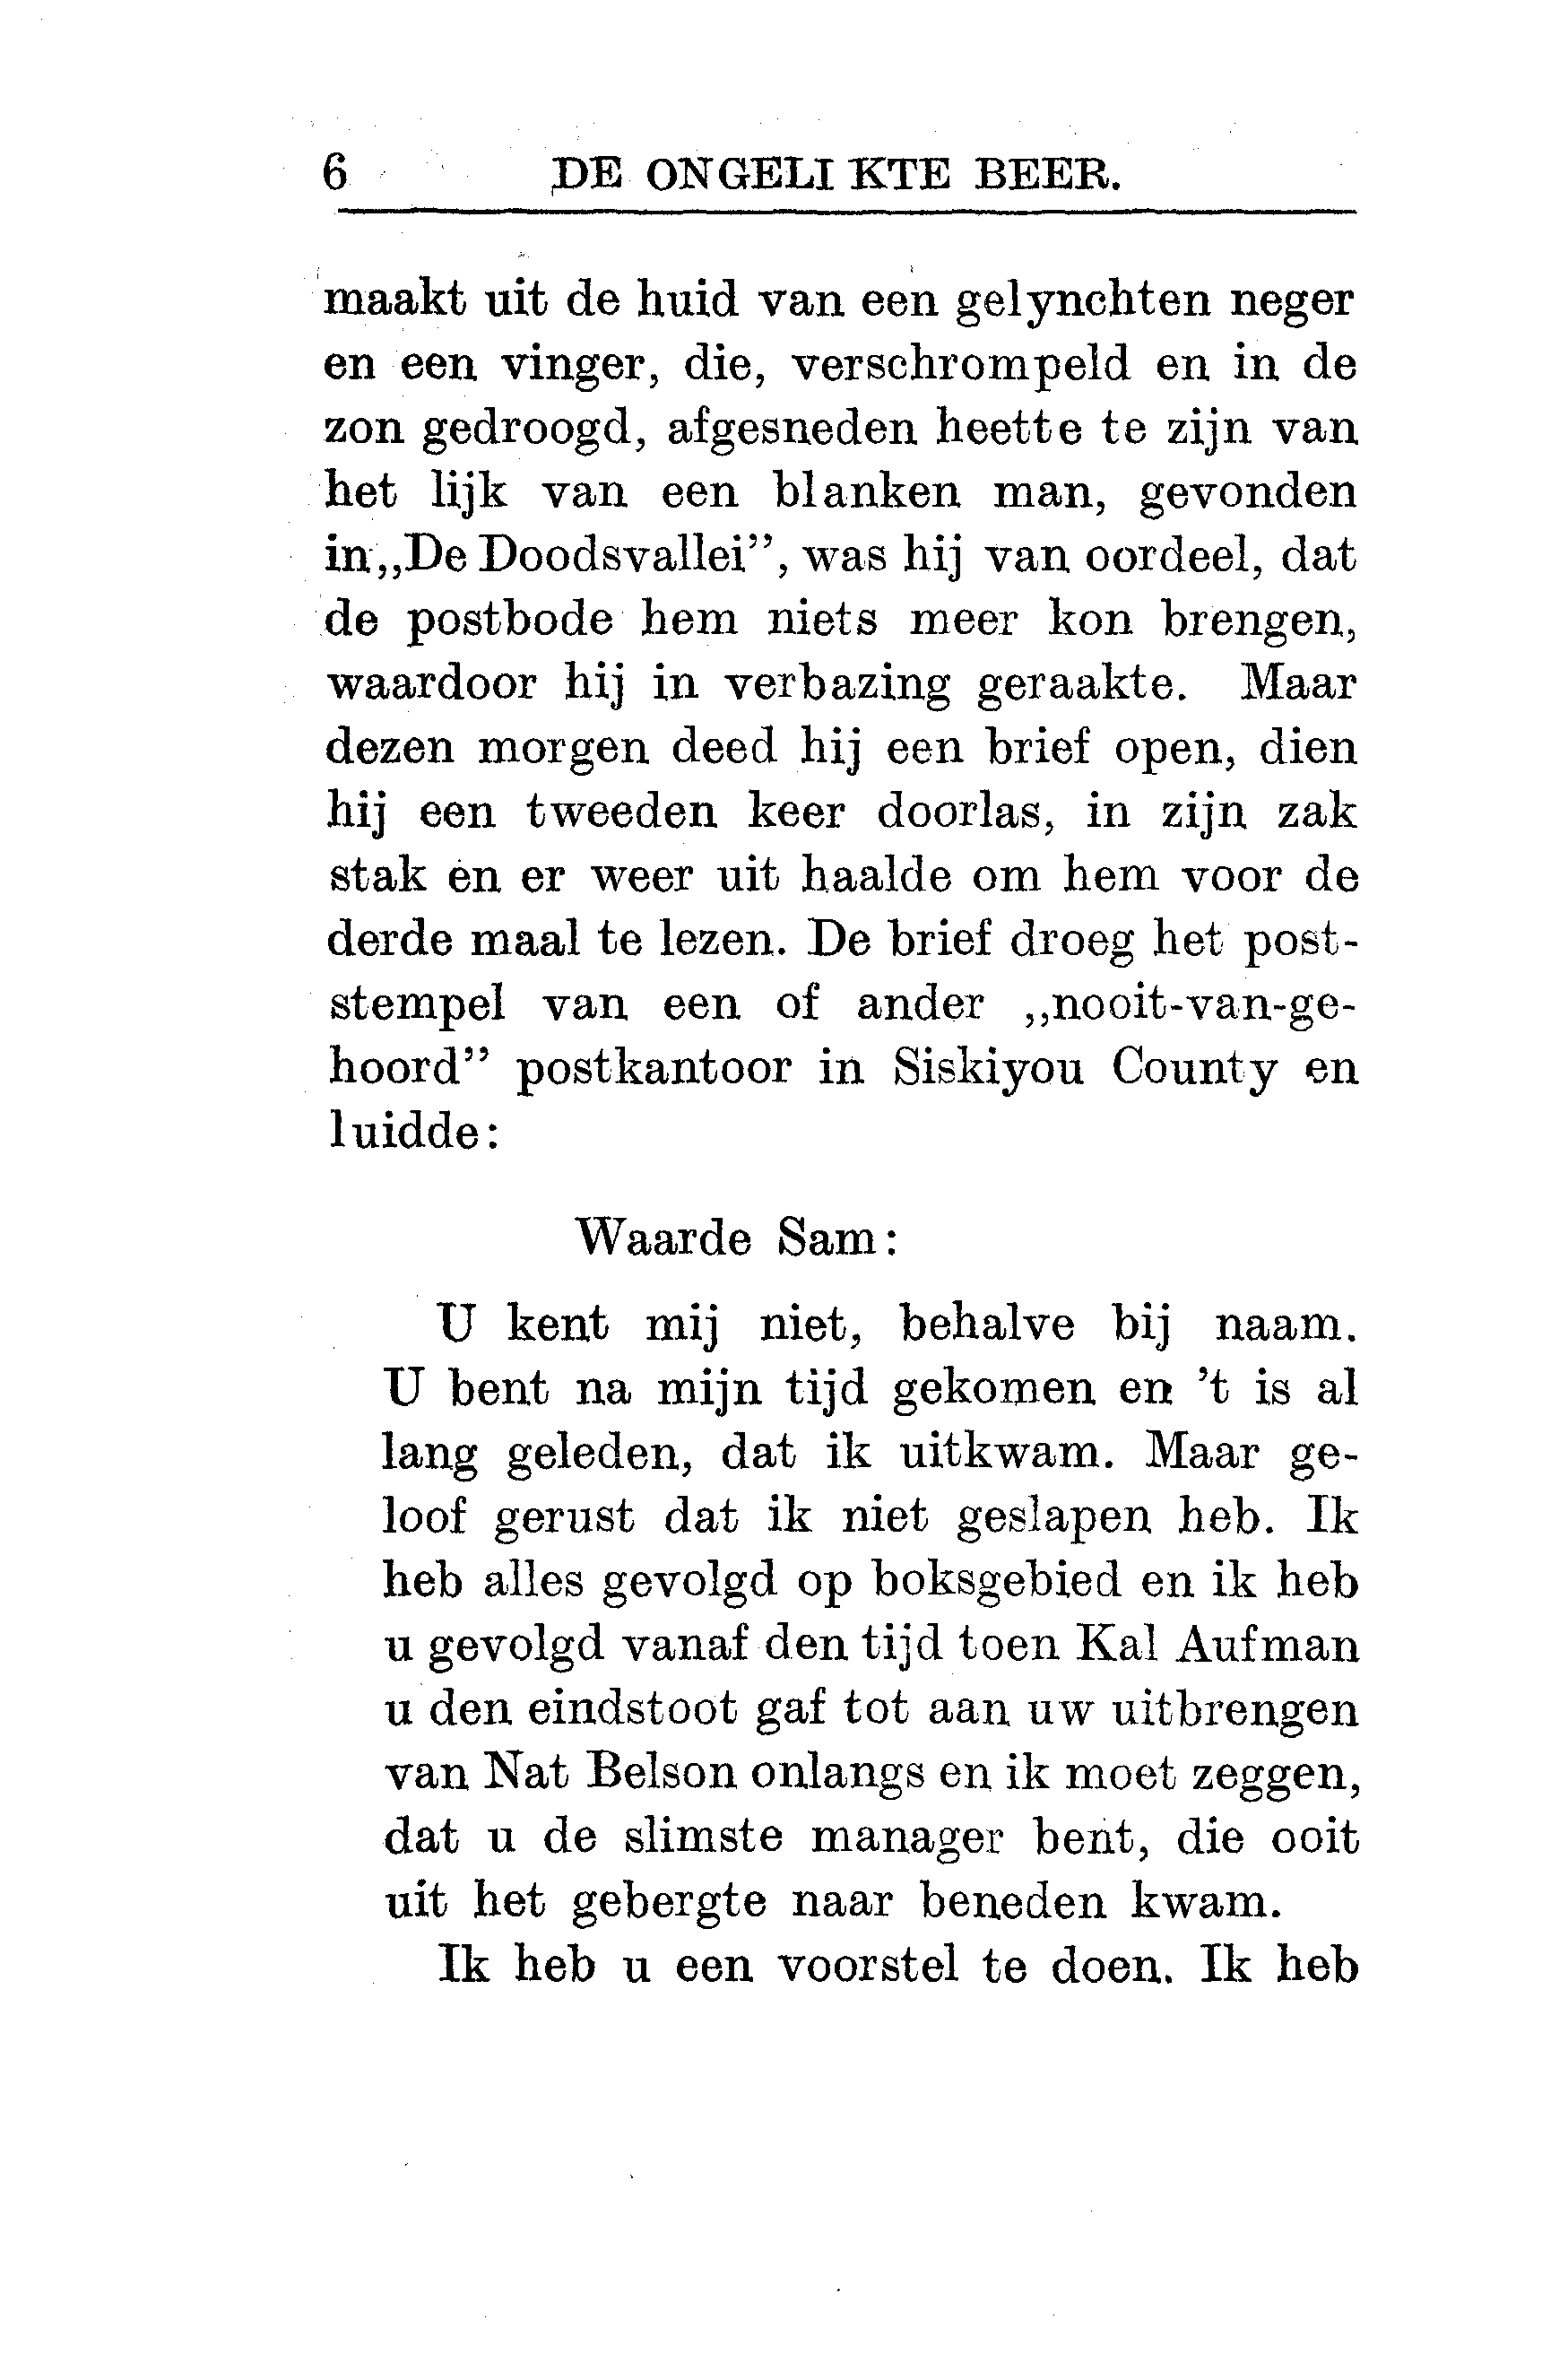 6 DE ONGELI KTE BEER.
maakt uit de huid van een gelynchten neger
en een vinger, die, verschrompeld en in de
zon gedroogd, afgesneden heette te zijn van
het lijk van een blanken man, gevonden
in „De Doodsvallei”, was hij van oordeel, dat
de postbode hem niets meer kon brengen,
waardoor hij in verbazing geraakte. Maar
dezen morgen deed hij een brief open, dien
hij een tweeden keer doorlas, in zijn zak
stak en er weer uit haalde om hem voor de
derde maal te lezen. De brief droeg het post-
stempel van een of ander „nooit-van-ge-
hoord” postkantoor in Siskiyou County en
luidde:
Waarde Sam:
U kent mij niet, behalve bij naam.
U bent na mijn tijd gekomen en 't is al
lang geleden, dat ik uitkwam. Maar ge-
loof gerust dat ik niet geslapen heb. Ik
heb alles gevolgd op boksgebied en ik heb
u gevolgd vanaf den tijd toen Kal Aufman
u den eindstoot gaf tot aan uw uitbrengen
van Nat Belson onlangs en ik moet zeggen,
dat u de slimste manager bent, die ooit
uit het gebergte naar beneden kwam.
Ik heb u een voorstel te doen. Ik heb